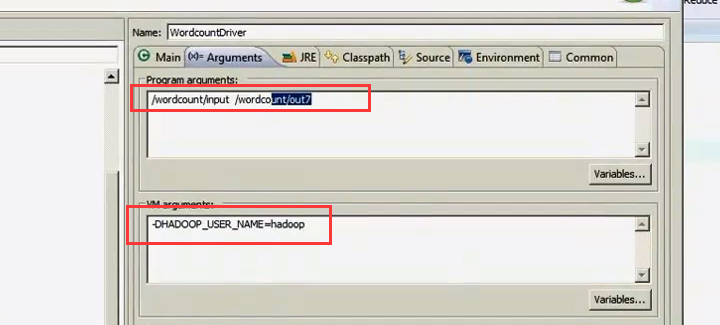 Reduce
Name: WordcountDriver
Main (x)= Arguments JRE Classpath Source Environment Common
Program arguments:
/wordcount/input /wordcount/out7
Variables...
VM arguments:
-DHADOOP_USER_NAME=hadoop
Variables...